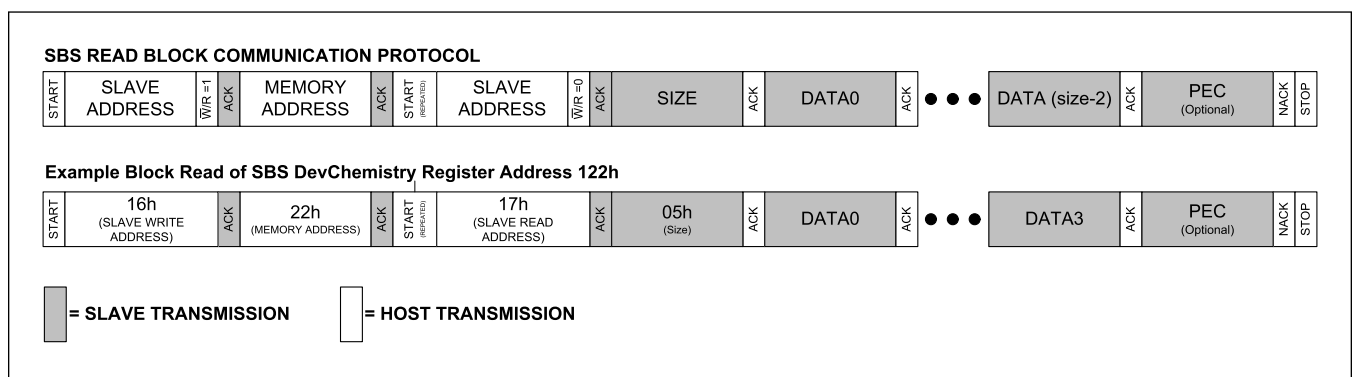 SBS READ BLOCK COMMUNICATION PROTOCOL
START
SLAVE ADDRESS
W̅/R =1
ACK
MEMORY ADDRESS
ACK
START (REPEATED)
SLAVE ADDRESS
W̅/R =0
ACK
SIZE
ACK
DATA0
ACK
DATA (size-2)
ACK
PEC
(Optional)
NACK
STOP
Example Block Read of SBS DevChemistry Register Address 122h
START
16h
(SLAVE WRITE
ADDRESS)
ACK
22h
(MEMORY ADDRESS)
ACK
START
(REPEATED)
17h
(SLAVE READ
ADDRESS)
ACK
05h
(Size)
ACK
DATA0
ACK
DATA3
ACK
PEC
(Optional)
NACK
STOP
= SLAVE TRANSMISSION
= HOST TRANSMISSION